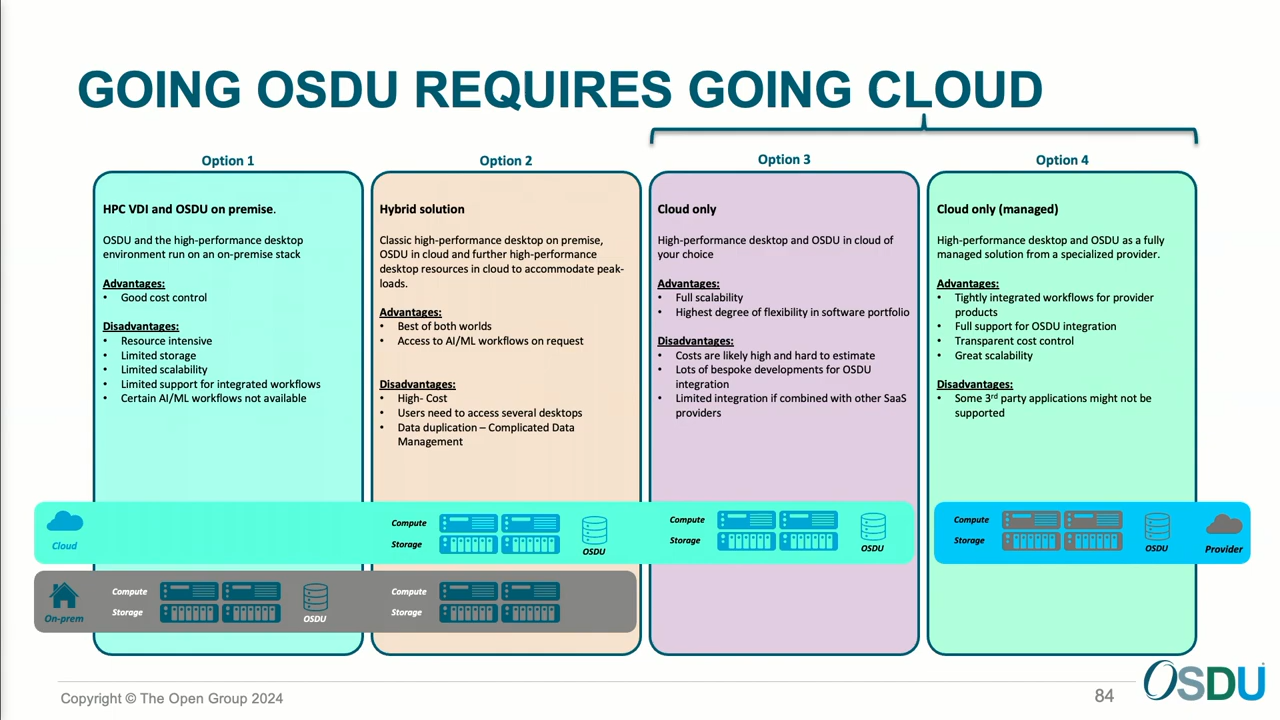 GOING OSDU REQUIRES GOING CLOUD
Option 1
HPC VDI and OSDU on premise.
OSDU and the high-performance desktop
environment run on an on-premise stack
Advantages:
• Good cost control
Disadvantages:
• Resource intensive
• Limited storage
• Limited scalability
• Limited support for integrated workflows
• Certain AI/ML workflows not available
Option 2
Hybrid solution
Classic high-performance desktop on premise,
OSDU in cloud and further high-performance
desktop resources in cloud to accommodate peak-
loads.
Advantages:
• Best of both worlds
• Access to AI/ML workflows on request
Disadvantages:
• High- Cost
• Users need to access several desktops
• Data duplication – Complicated Data
Management
Option 3
Cloud only
High-performance desktop and OSDU in cloud of
your choice
Advantages:
• Full scalability
• Highest degree of flexibility in software portfolio
Disadvantages:
• Costs are likely high and hard to estimate
• Lots of bespoke developments for OSDU
integration
• Limited integration if combined with other SaaS
providers
Option 4
Cloud only (managed)
High-performance desktop and OSDU as a fully
managed solution from a specialized provider.
Advantages:
• Tightly integrated workflows for provider
products
• Full support for OSDU integration
• Transparent cost control
• Great scalability
Disadvantages:
• Some 3rd party applications might not be
supported
Cloud
Compute
Storage
OSDU
Compute
Storage
OSDU
Compute
Storage
OSDU
Provider
On-prem
Compute
Storage
OSDU
Compute
Storage
Copyright © The Open Group 2024
84
OSDU